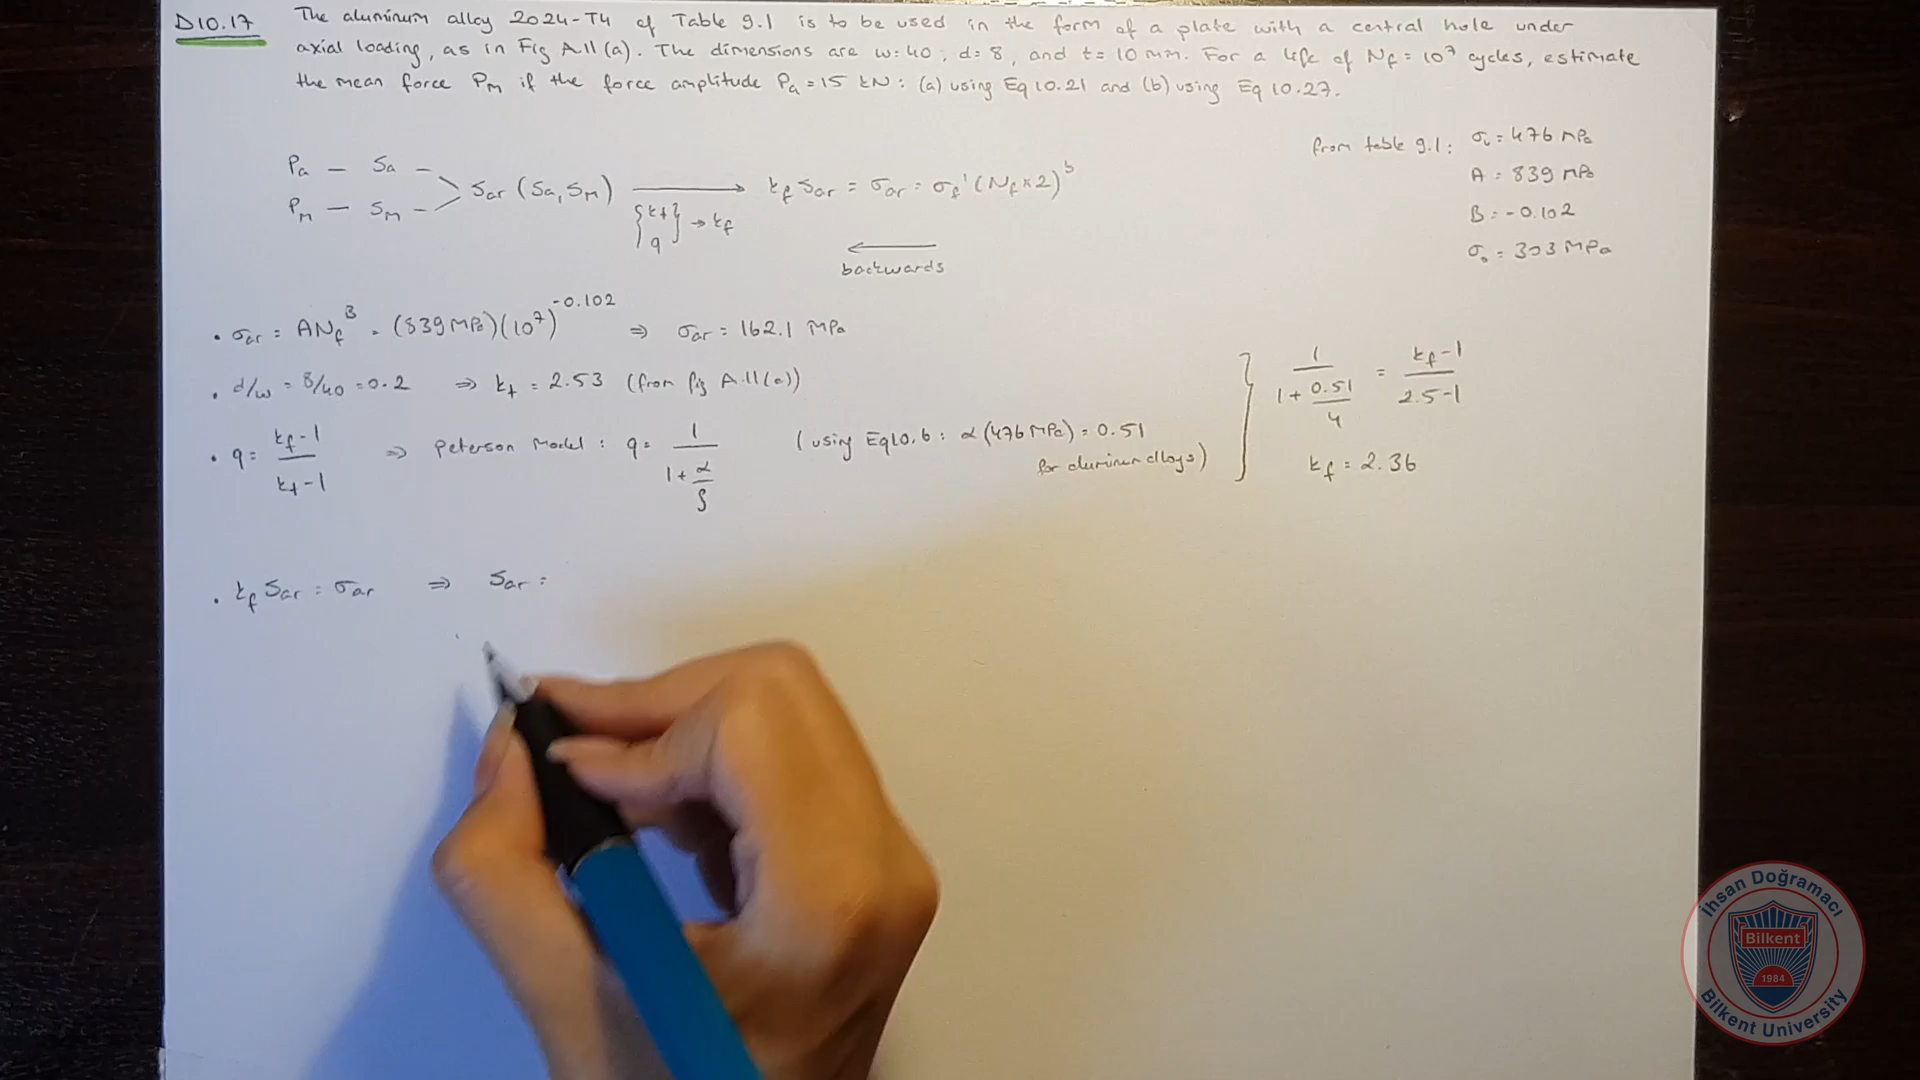 D10.17 The aluminum alloy 2024-T4 of Table 9.1 is to be used in the form of a plate with a central hole under
axial loading, as in Fig A.11(a). The dimensions are w=40, d=8, and t=10 mm. For a life of Nf = 10^7 cycles, estimate
the mean force Pm if the force amplitude Pa = 15 kN: (a) using Eq 10.21 and (b) using Eq 10.27.
from table 9.1: σu = 476 MPa
A = 839 MPa
B = -0.102
σo = 303 MPa
Pa — Sa —
Pm — Sm —
Sar (Sa, Sm) → kf Sar = σar = σf' (Nf x 2)^b
{kt q} → kf
←
backwards
• σar = ANf^B = (839 MPa)(10^7)^-0.102 ⇒ σar = 162.1 MPa
• d/w = 8/40 = 0.2 ⇒ kt = 2.53 (from fig A.11(a))
• q = (kf-1)/(kt-1) ⇒ Peterson Model: q = 1/(1+α/ρ) (using Eq 10.6: α(476 MPa) = 0.51
for aluminum alloys)
1/(1+0.51/4) = (kf-1)/(2.5-1)
kf = 2.36
• kf Sar = σar ⇒ Sar =
İhsan Doğramacı
Bilkent
1984
Bilkent University